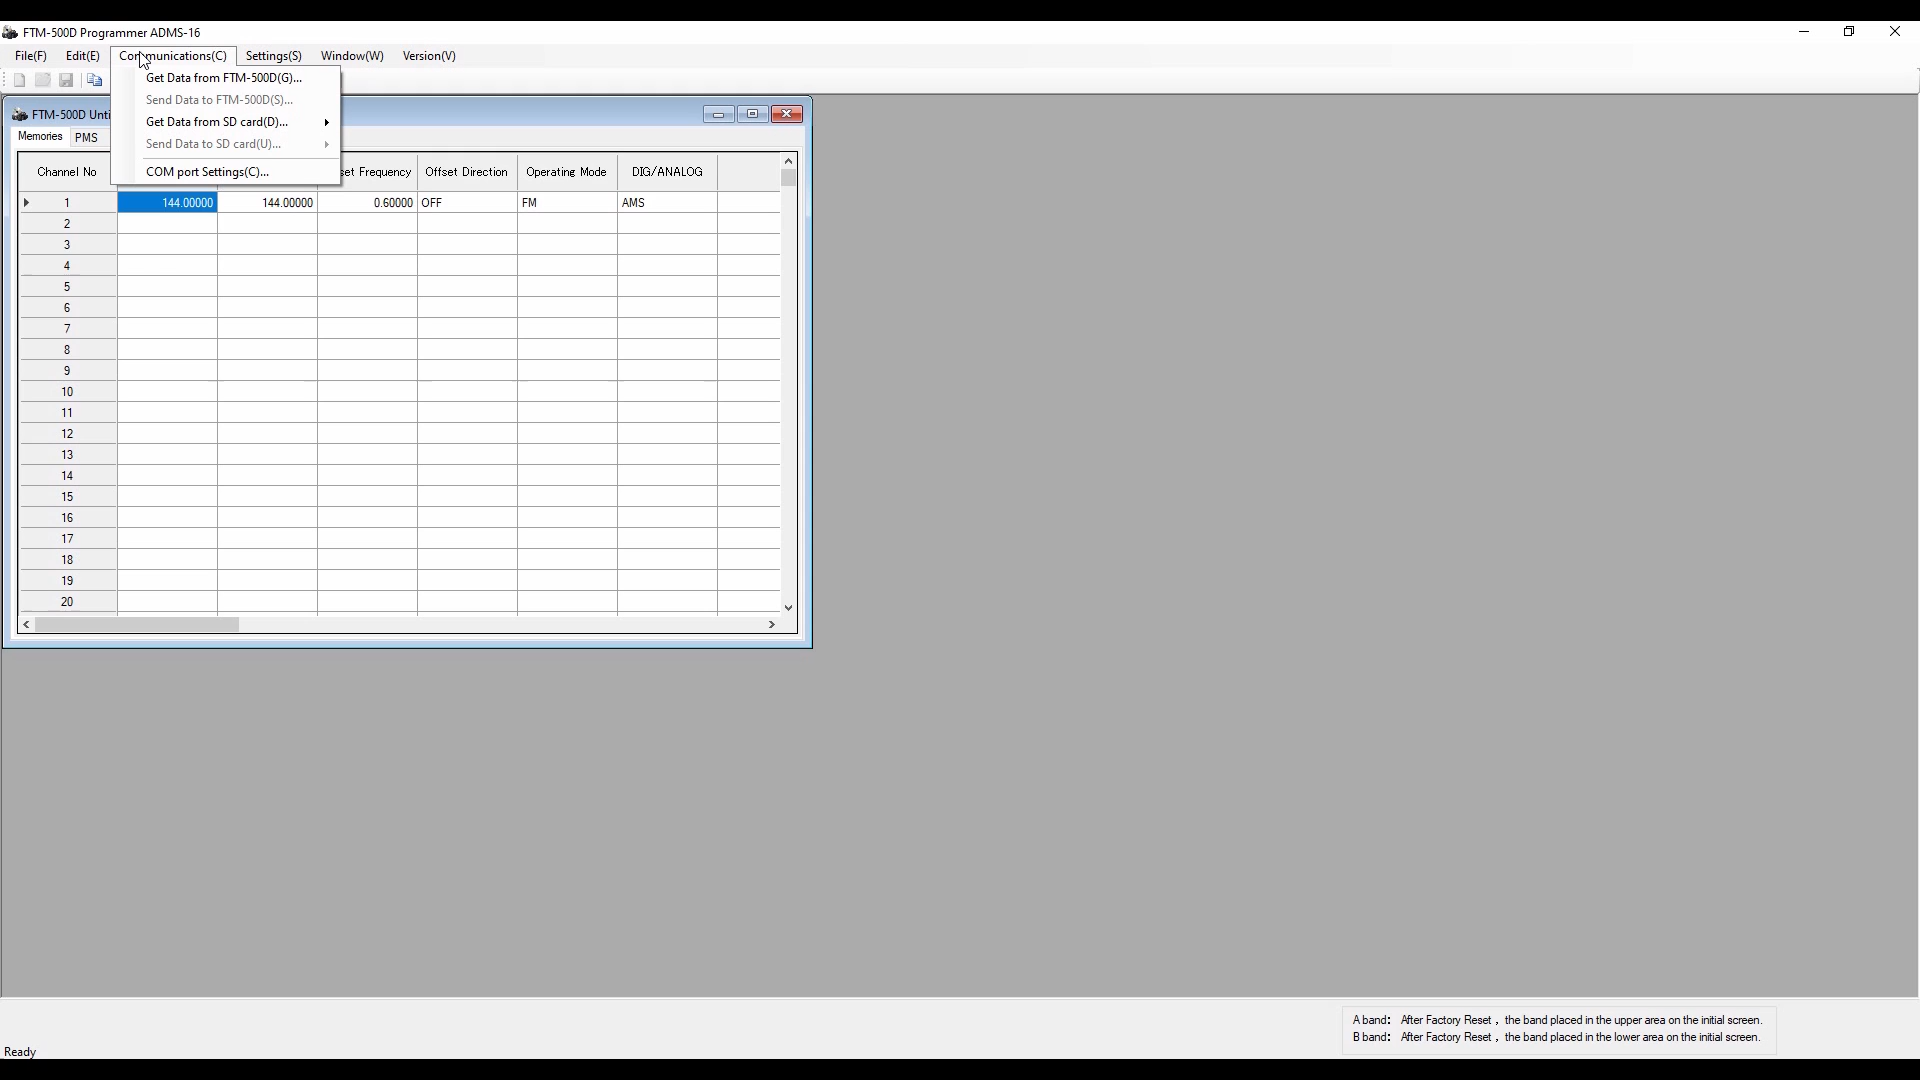 FTM-500D Programmer ADMS-16
File(F) Edit(E) Communications(C) Settings(S) Window(W) Version(V)
Get Data from FTM-500D(G)...
Send Data to FTM-500D(S)...
Get Data from SD card(D)...
Send Data to SD card(U)...
COM port Settings(C)...
FTM-500D Unti
Memories PMS
Channel No set Frequency Offset Direction Operating Mode DIG/ANALOG
1 144.00000 144.00000 0.60000 OFF FM AMS
2
3
4
5
6
7
8
9
10
11
12
13
14
15
16
17
18
19
20
A band: After Factory Reset , the band placed in the upper area on the initial screen.
B band: After Factory Reset , the band placed in the lower area on the initial screen.
Ready